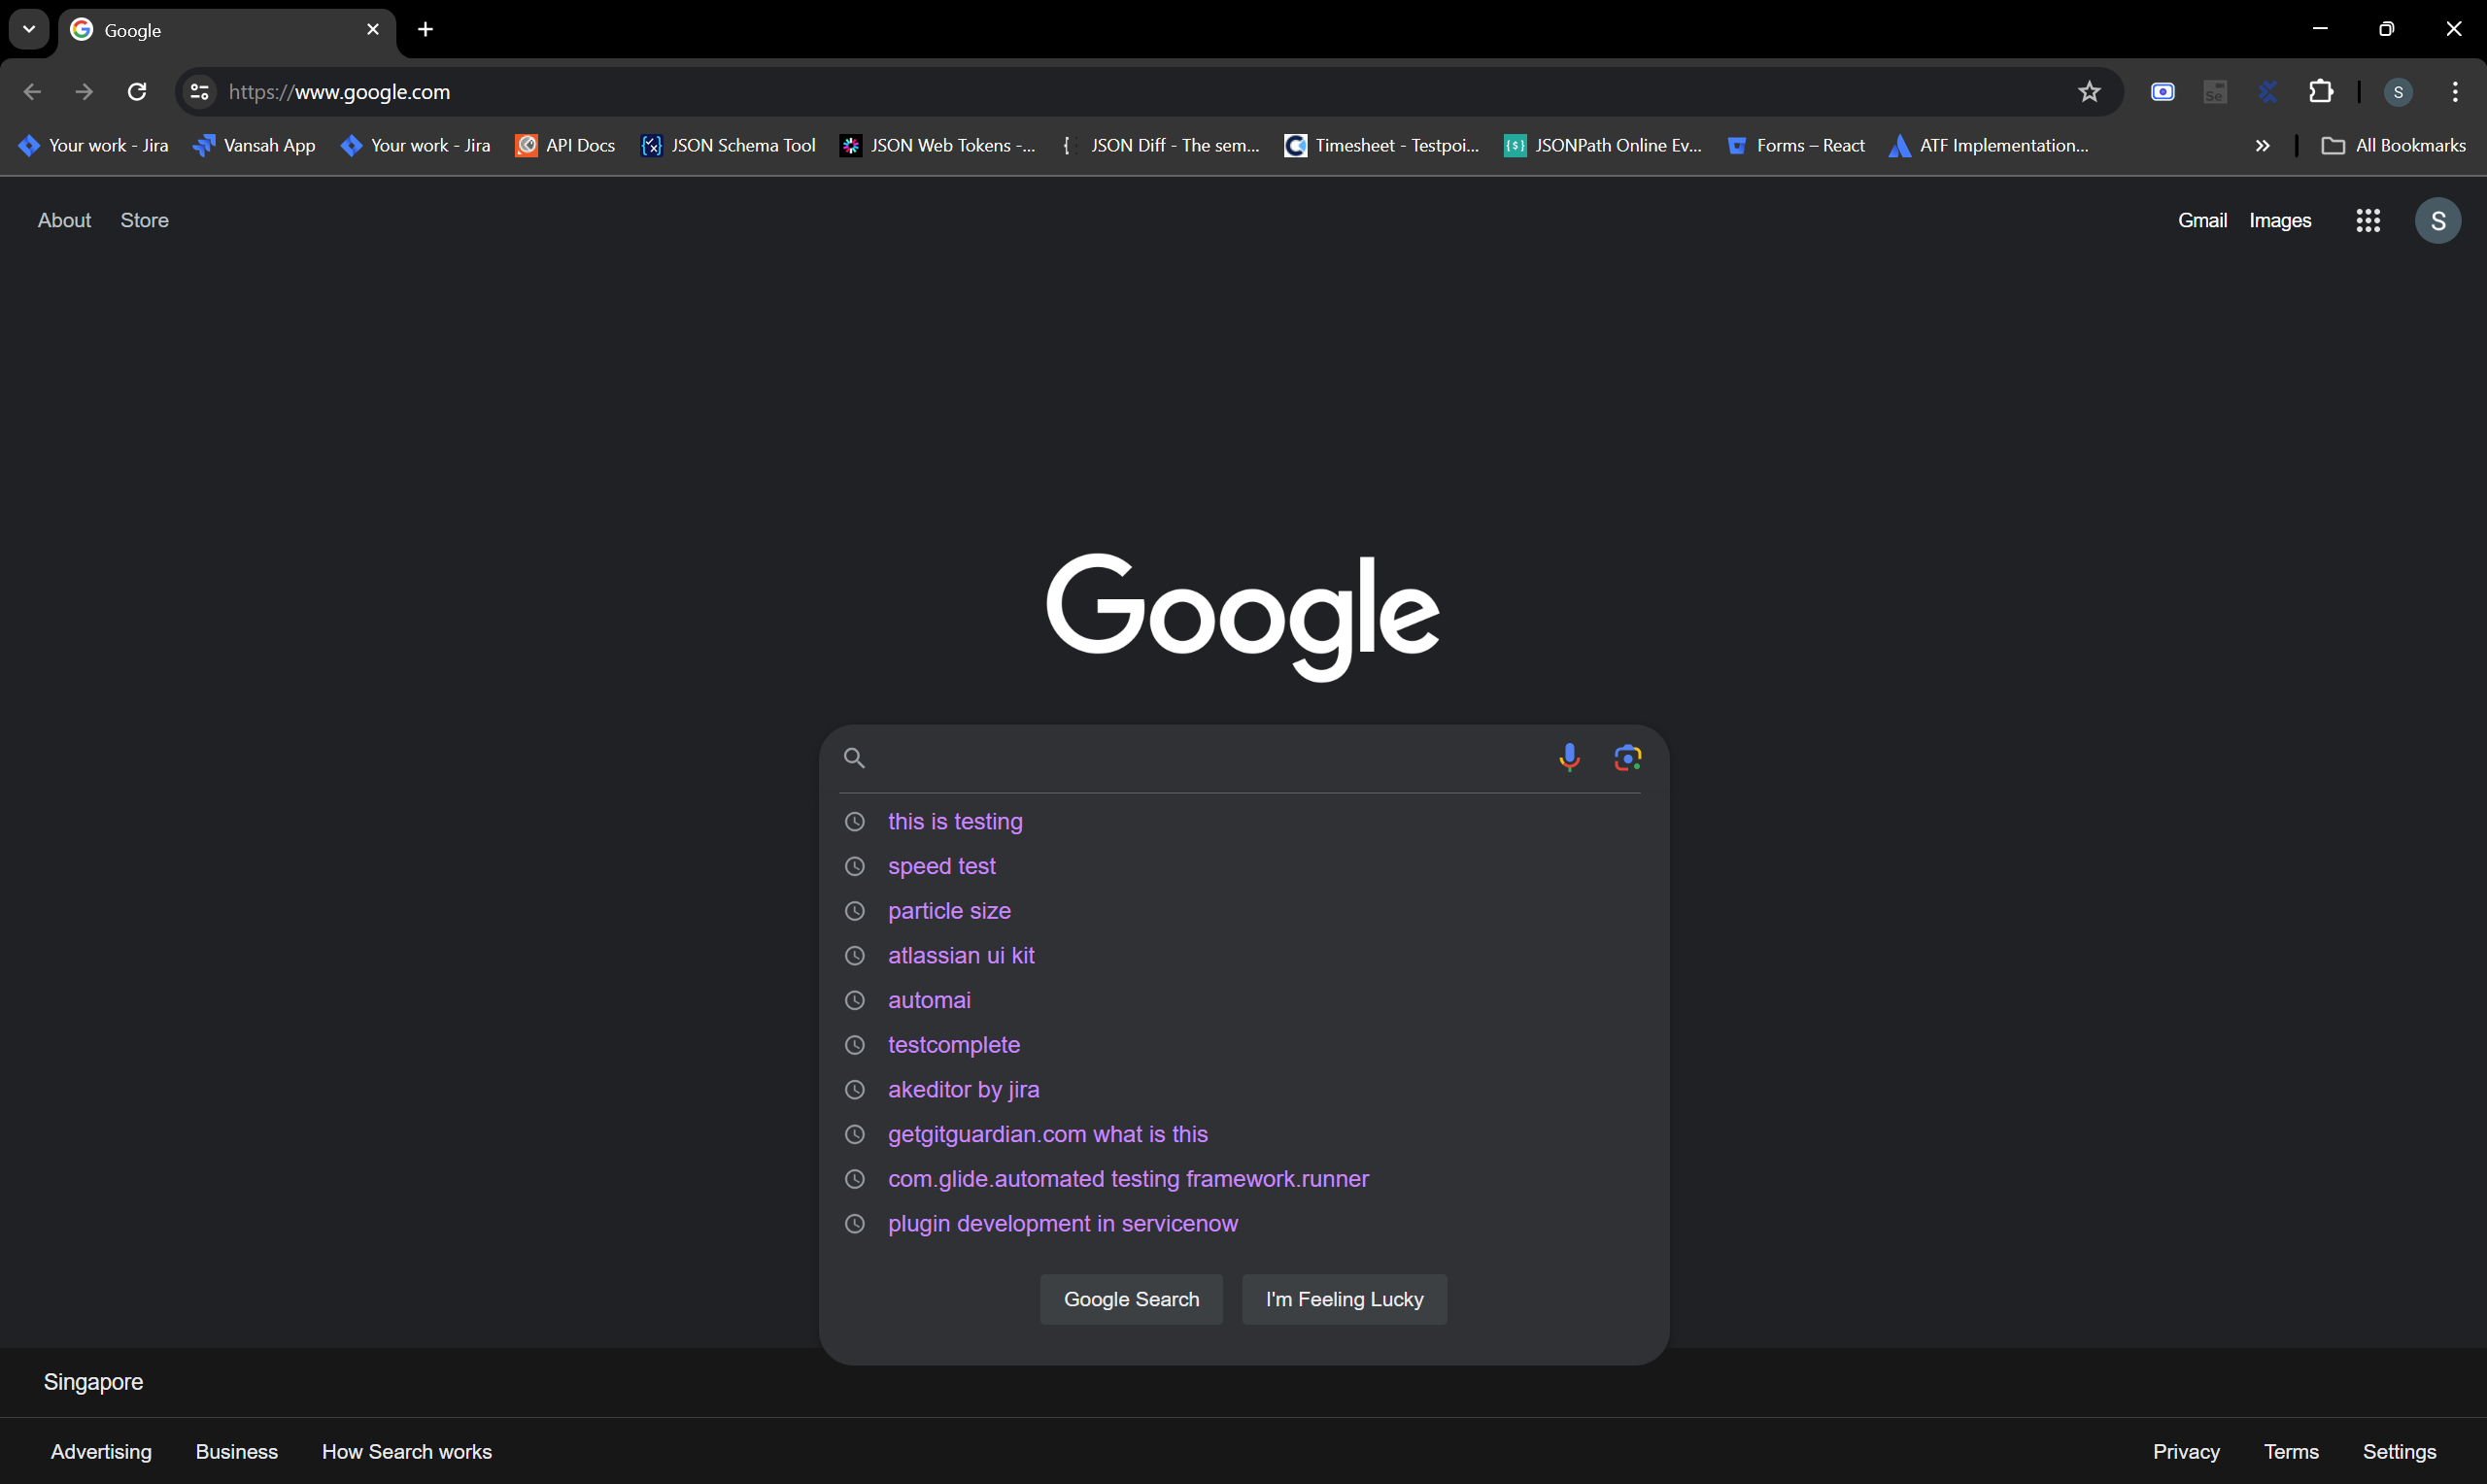 Google
https://www.google.com
Se
S
Your work - Jira
Vansah App
Your work - Jira
API Docs
JSON Schema Tool
JSON Web Tokens -...
JSON Diff - The sem...
Timesheet - Testpoi...
JSONPath Online Ev...
Forms – React
ATF Implementation...
All Bookmarks
About Store
Gmail Images
S
Google
this is testing
speed test
particle size
atlassian ui kit
automai
testcomplete
akeditor by jira
getgitguardian.com what is this
com.glide.automated testing framework.runner
plugin development in servicenow
Google Search I'm Feeling Lucky
Singapore
Advertising Business How Search works
Privacy Terms Settings